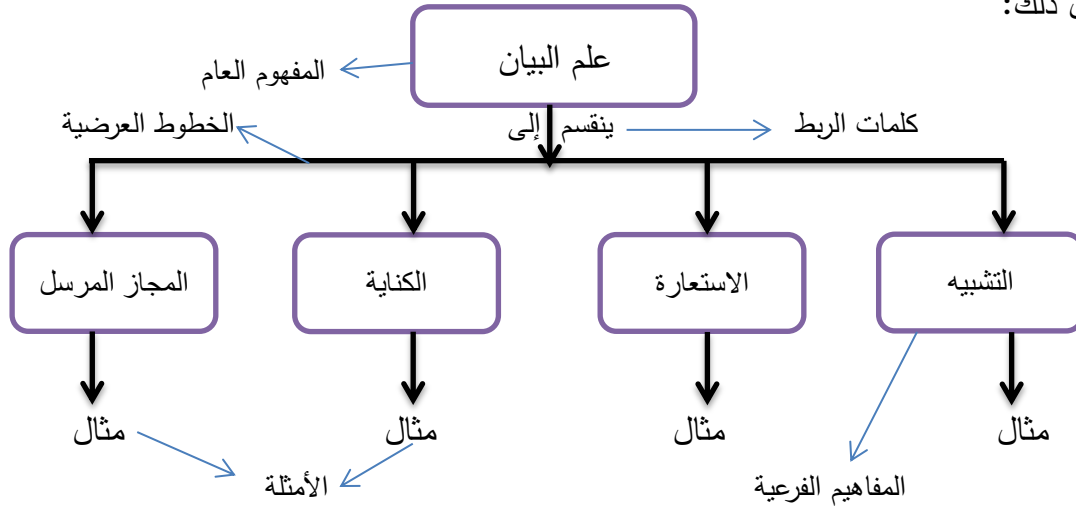 ذلك:
علم البيان
المفهوم العام
كلمات الربط
ينقسم إلى
الخطوط العرضية
التشبيه
الاستعارة
الكناية
المجاز المرسل
مثال
مثال
مثال
مثال
المفاهيم الفرعية
الأمثلة